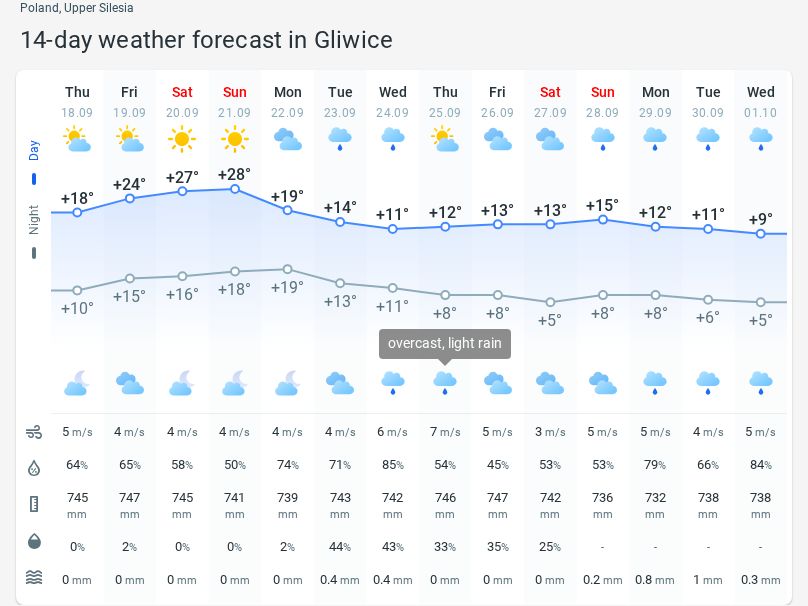 Poland, Upper Silesia
14-day weather forecast in Gliwice
Thu Fri Sat Sun Mon Tue Wed Thu Fri Sat Sun Mon Tue Wed
18.09 19.09 20.09 21.09 22.09 23.09 24.09 25.09 26.09 27.09 28.09 29.09 30.09 01.10
Day
+18° +24° +27° +28° +19° +14° +11° +12° +13° +13° +15° +12° +11° +9°
Night
+10° +15° +16° +18° +19° +13° +11° +8° +8° +5° +8° +8° +6° +5°
overcast, light rain
5 m/s 4 m/s 4 m/s 4 m/s 4 m/s 4 m/s 6 m/s 7 m/s 5 m/s 3 m/s 5 m/s 5 m/s 4 m/s 5 m/s
64% 65% 58% 50% 74% 71% 85% 54% 45% 53% 53% 79% 66% 84%
745 747 745 741 739 743 742 746 747 742 736 732 738 738
mm mm mm mm mm mm mm mm mm mm mm mm mm mm
0% 2% 0% 0% 2% 44% 43% 33% 35% 25% - - - -
0 mm 0 mm 0 mm 0 mm 0 mm 0.4 mm 0.4 mm 0 mm 0 mm 0 mm 0.2 mm 0.8 mm 1 mm 0.3 mm